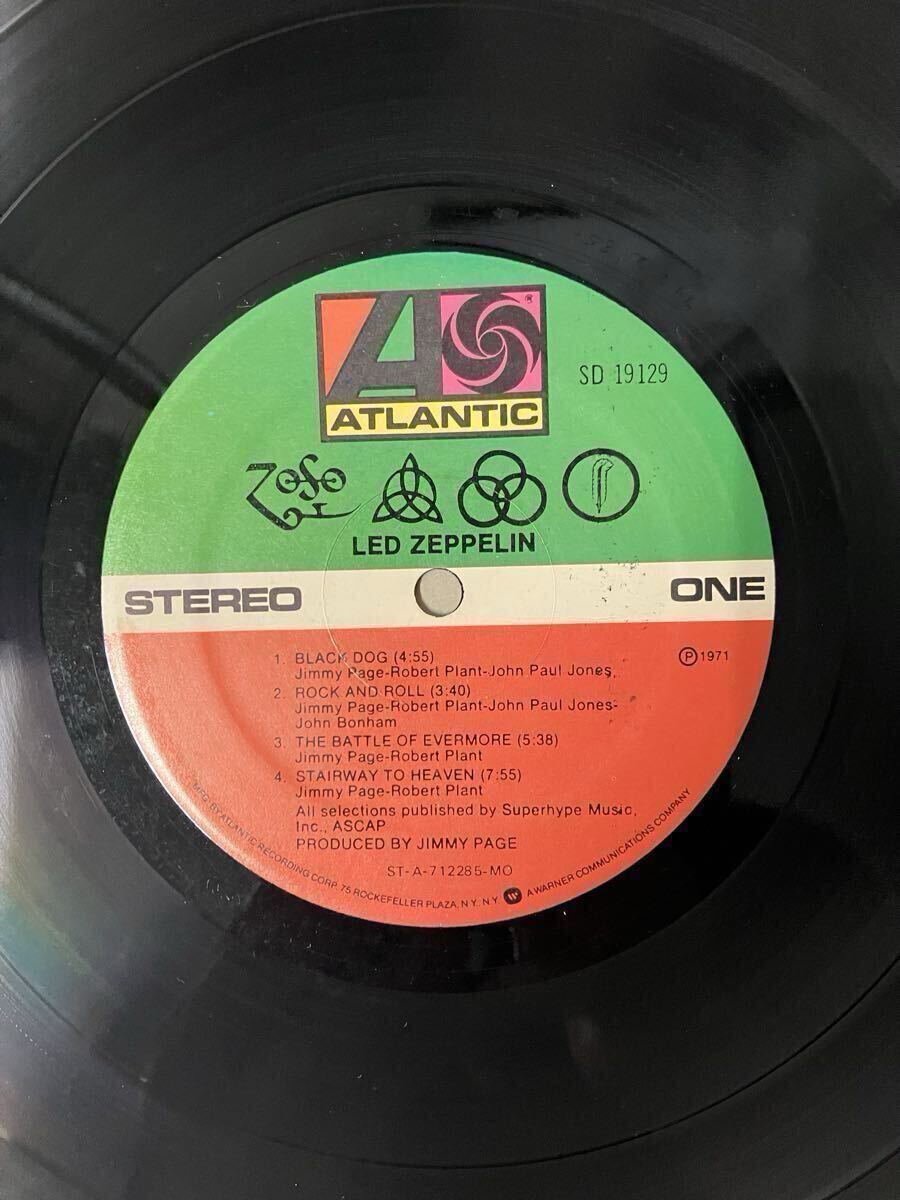 ATLANTIC
®
SD 19129
ZOSO
LED ZEPPELIN
STEREO
ONE
1. BLACK DOG (4:55)
Jimmy Page-Robert Plant-John Paul Jones,
℗ 1971
2. ROCK AND ROLL (3:40)
Jimmy Page-Robert Plant-John Paul Jones-
John Bonham
3. THE BATTLE OF EVERMORE (5:38)
Jimmy Page-Robert Plant
4. STAIRWAY TO HEAVEN (7:55)
Jimmy Page-Robert Plant
All selections published by Superhype Music,
Inc., ASCAP
PRODUCED BY JIMMY PAGE
ST-A-712285-MO
MFG. BY ATLANTIC RECORDING CORP. 75 ROCKEFELLER PLAZA, N.Y. N.Y. A WARNER COMMUNICATIONS COMPANY